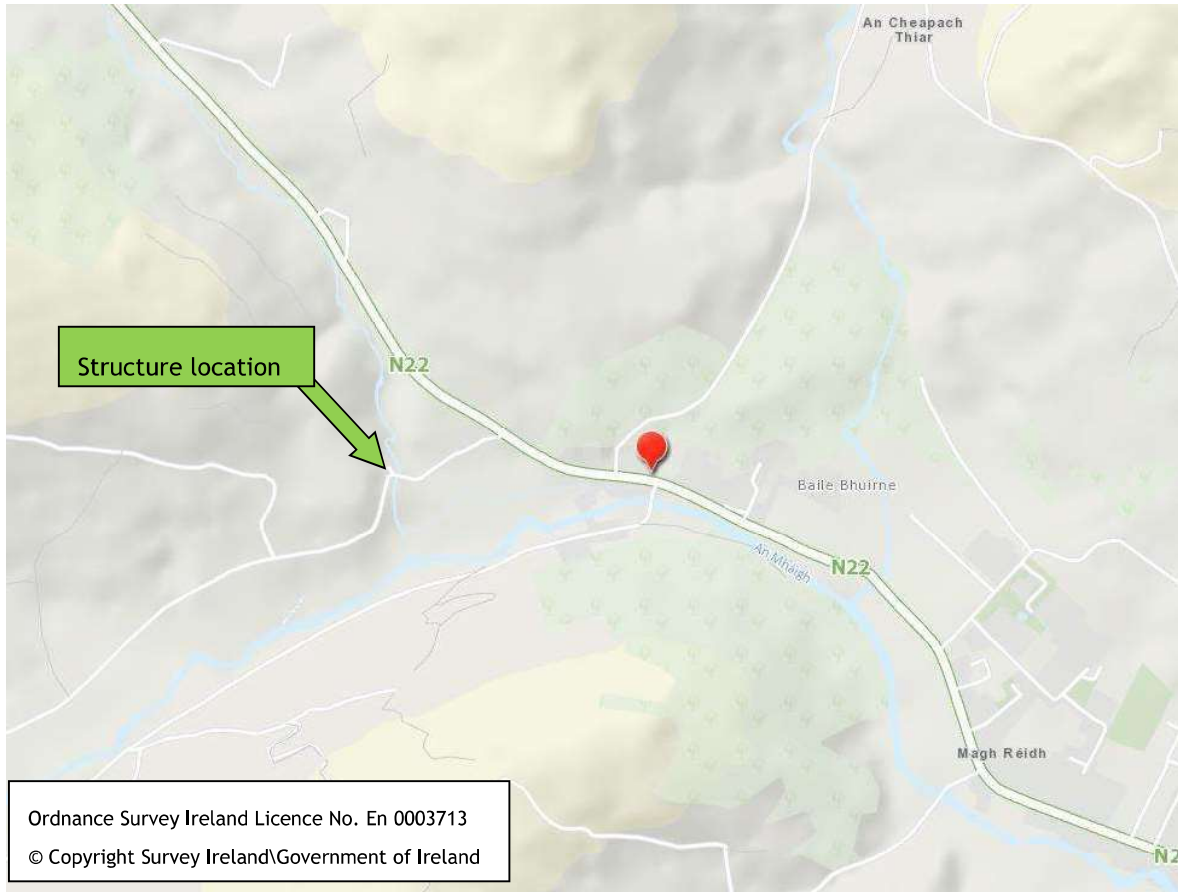 An Cheapach
Thiar
Structure location
N22
Baile Bhuirne
An Mháigh
N22
Magh Réidh
Ordnance Survey Ireland Licence No. En 0003713
© Copyright Survey Ireland\Government of Ireland
N2